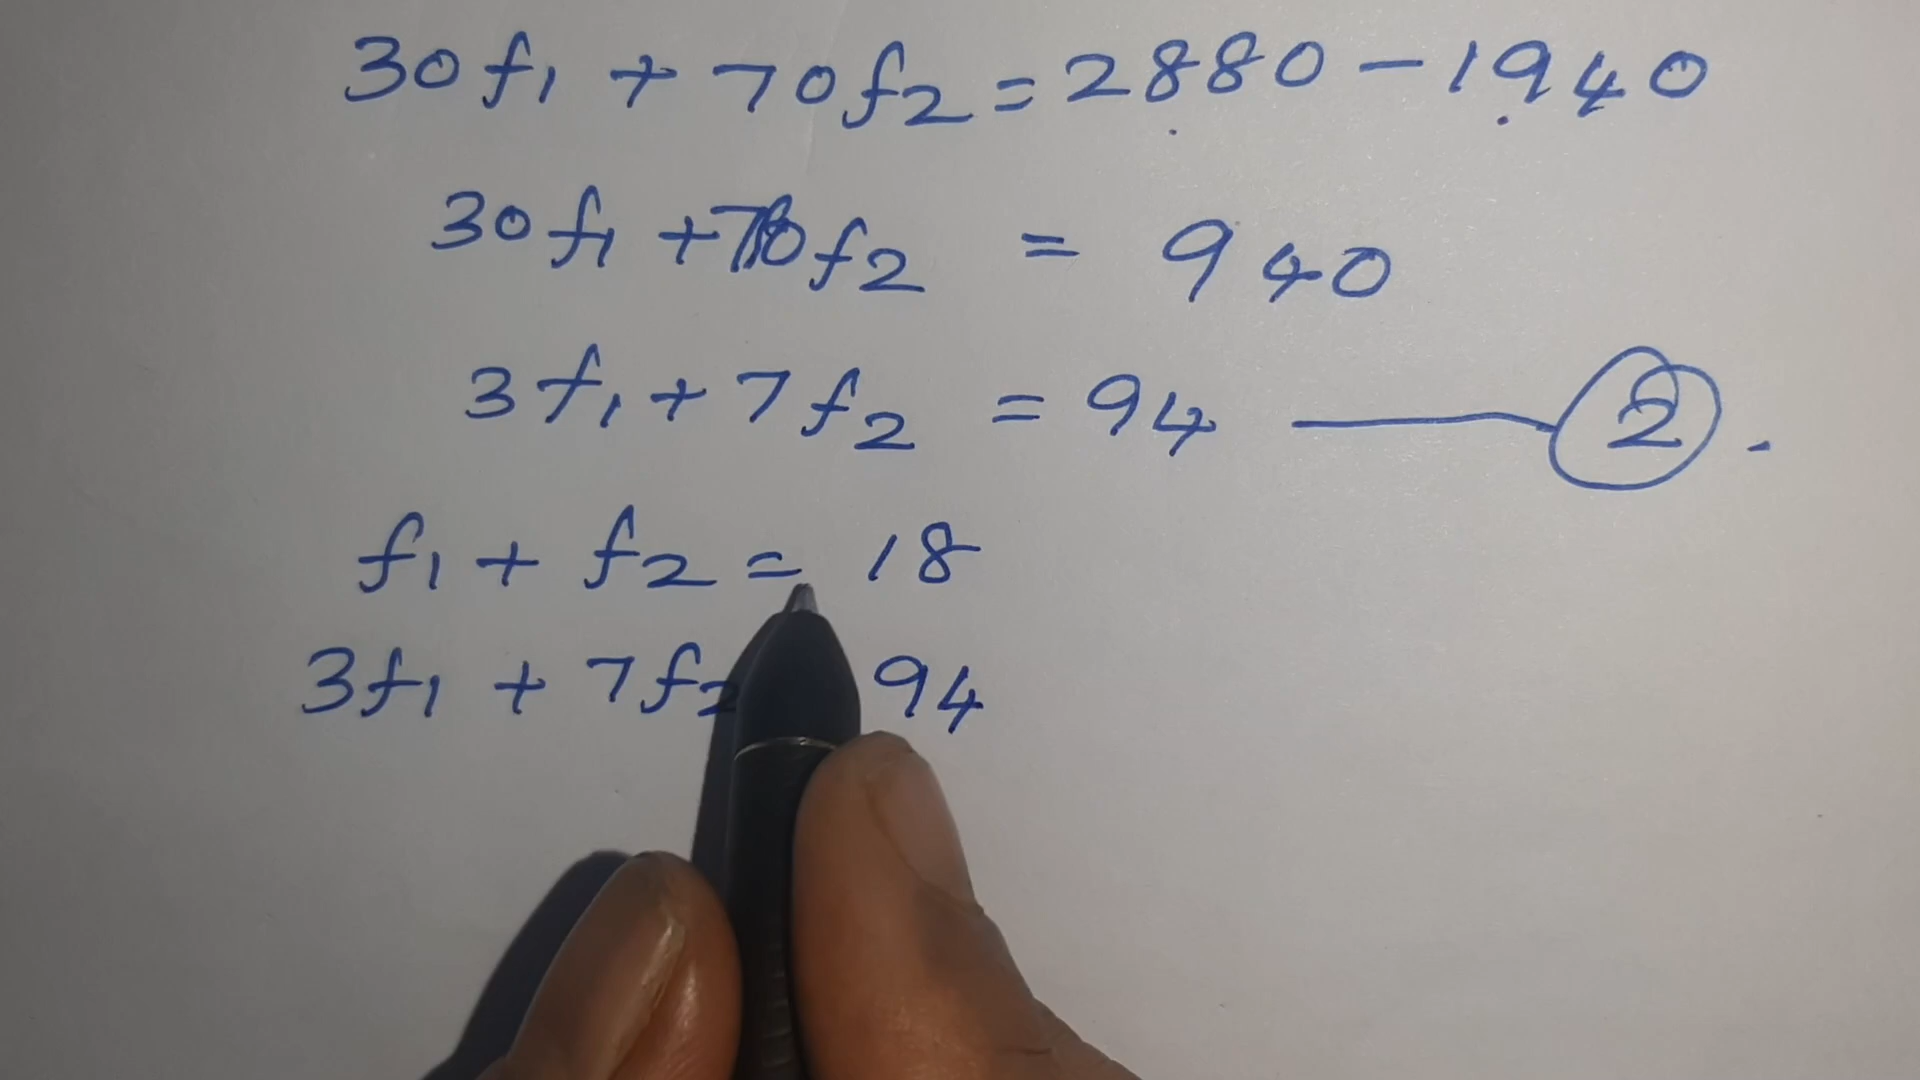 30f1 + 70f2 = 2880 - 1940
30f1 + 70f2 = 940
3f1 + 7f2 = 94 —— 2.
f1 + f2 = 18
3f1 + 7f2 94